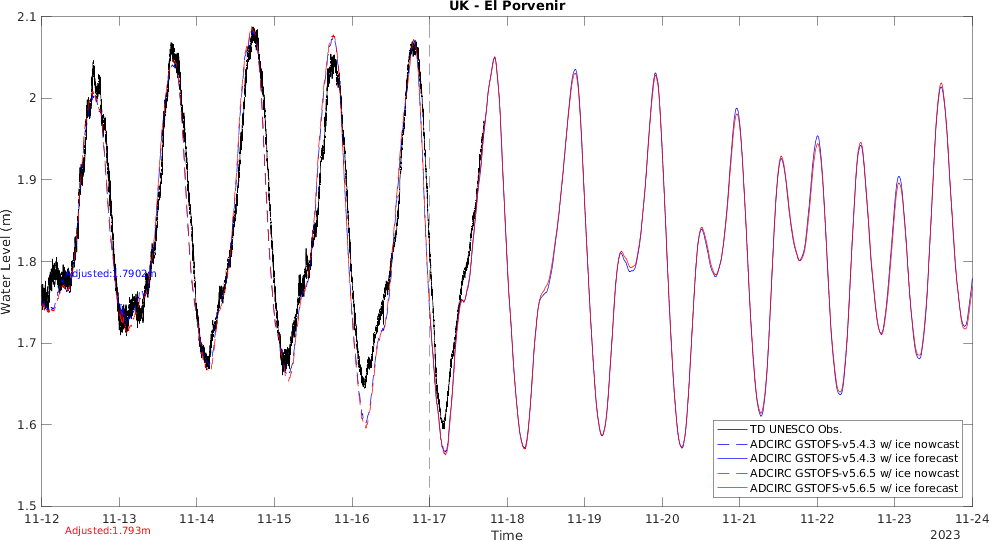 UK - El Porvenir
2.1
2
1.9
1.8
1.7
1.6
1.5
Water Level (m)
Adjusted:1.7902m
TD UNESCO Obs.
ADCIRC GSTOFS-v5.4.3 w/ ice nowcast
ADCIRC GSTOFS-v5.4.3 w/ ice forecast
ADCIRC GSTOFS-v5.6.5 w/ ice nowcast
ADCIRC GSTOFS-v5.6.5 w/ ice forecast
11-12 11-13 11-14 11-15 11-16 11-17 11-18 11-19 11-20 11-21 11-22 11-23 11-24
Adjusted:1.793m
Time
2023